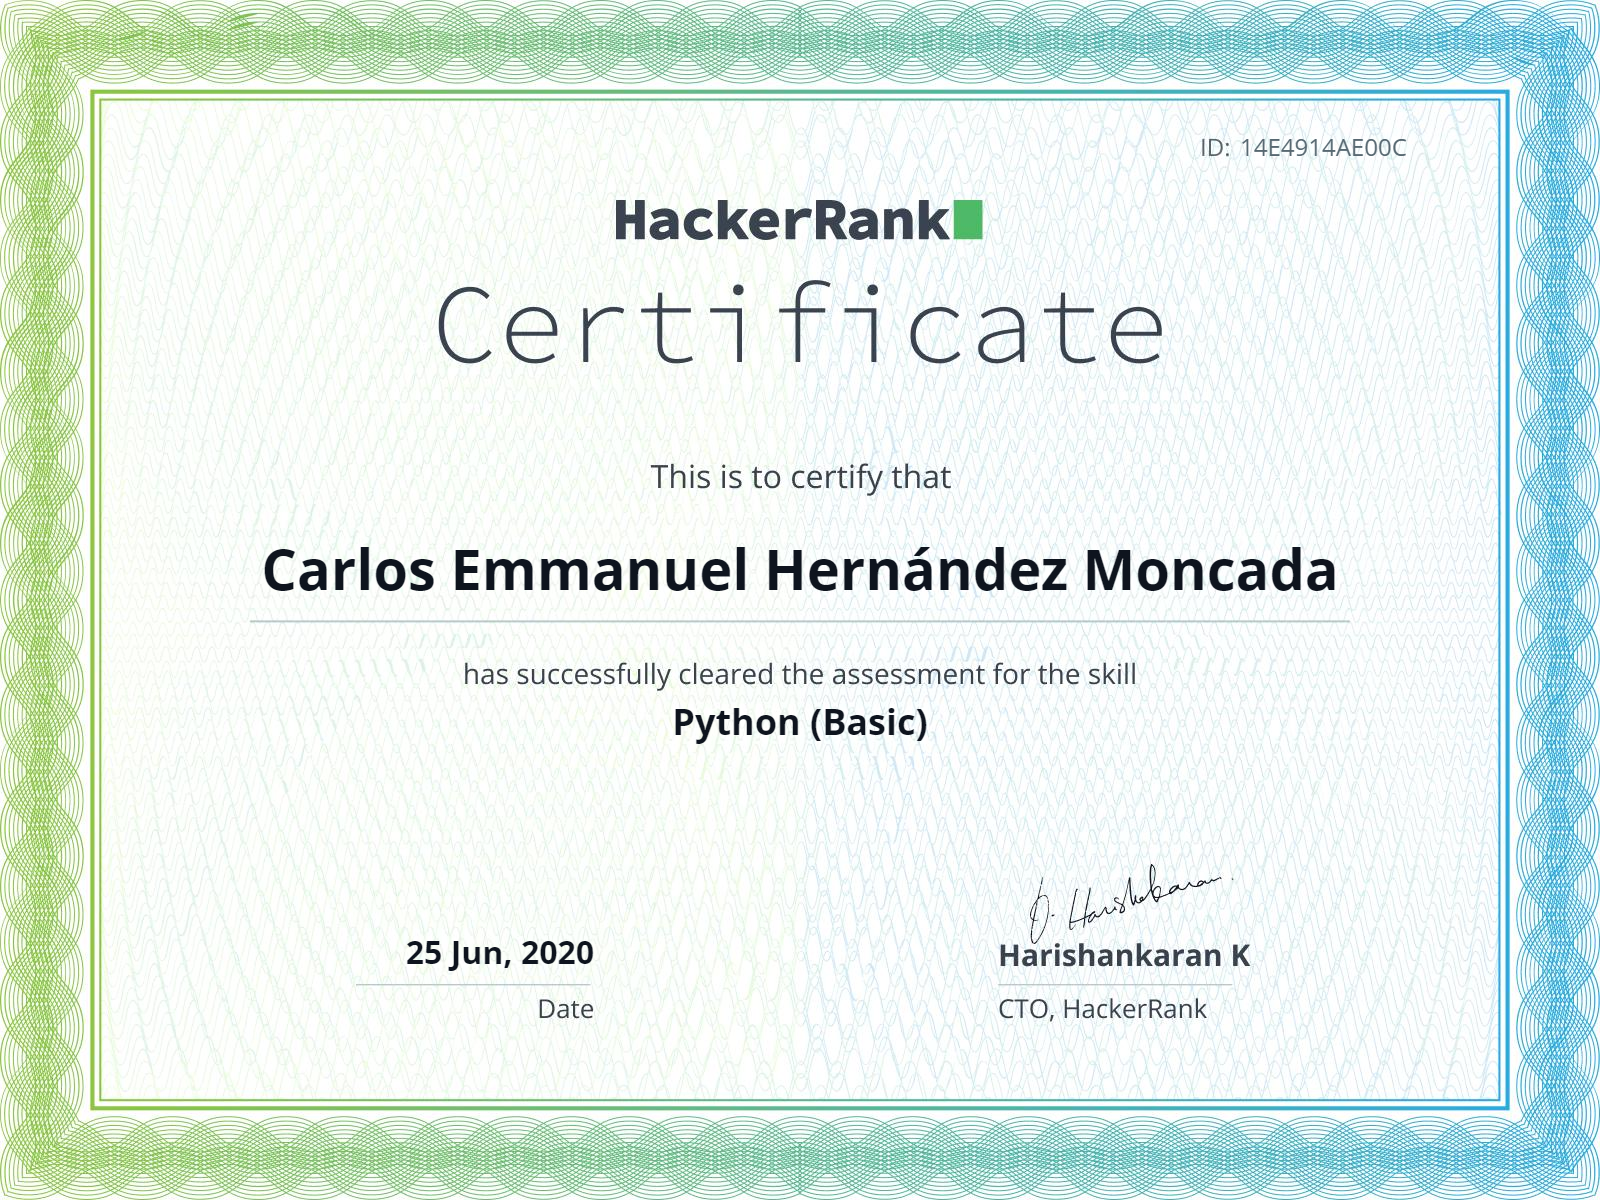 ID: 14E4914AE00C
HackerRank
Certificate
This is to certify that
Carlos Emmanuel Hernández Moncada
has successfully cleared the assessment for the skill
Python (Basic)
25 Jun, 2020
Date
Harishankaran K
CTO, HackerRank